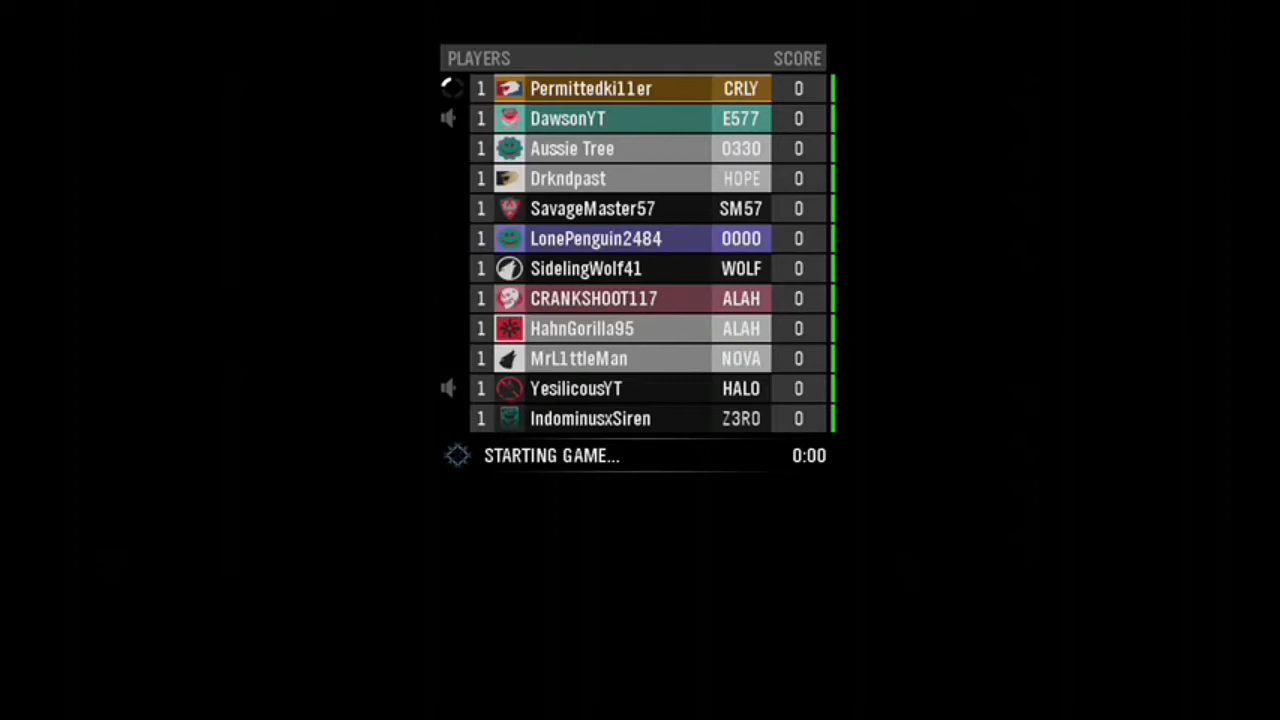 PLAYERS SCORE
1 Permittedki11er CRLY 0
1 DawsonYT E577 0
1 Aussie Tree 0330 0
1 Drkndpast HOPE 0
1 SavageMaster57 SM57 0
1 LonePenguin2484 0000 0
1 SidelingWolf41 WOLF 0
1 CRANKSHOOT117 ALAH 0
1 HahnGorilla95 ALAH 0
1 MrL1ttleMan NOVA 0
1 YesilicousYT HALO 0
1 IndominusxSiren Z3R0 0
STARTING GAME... 0:00